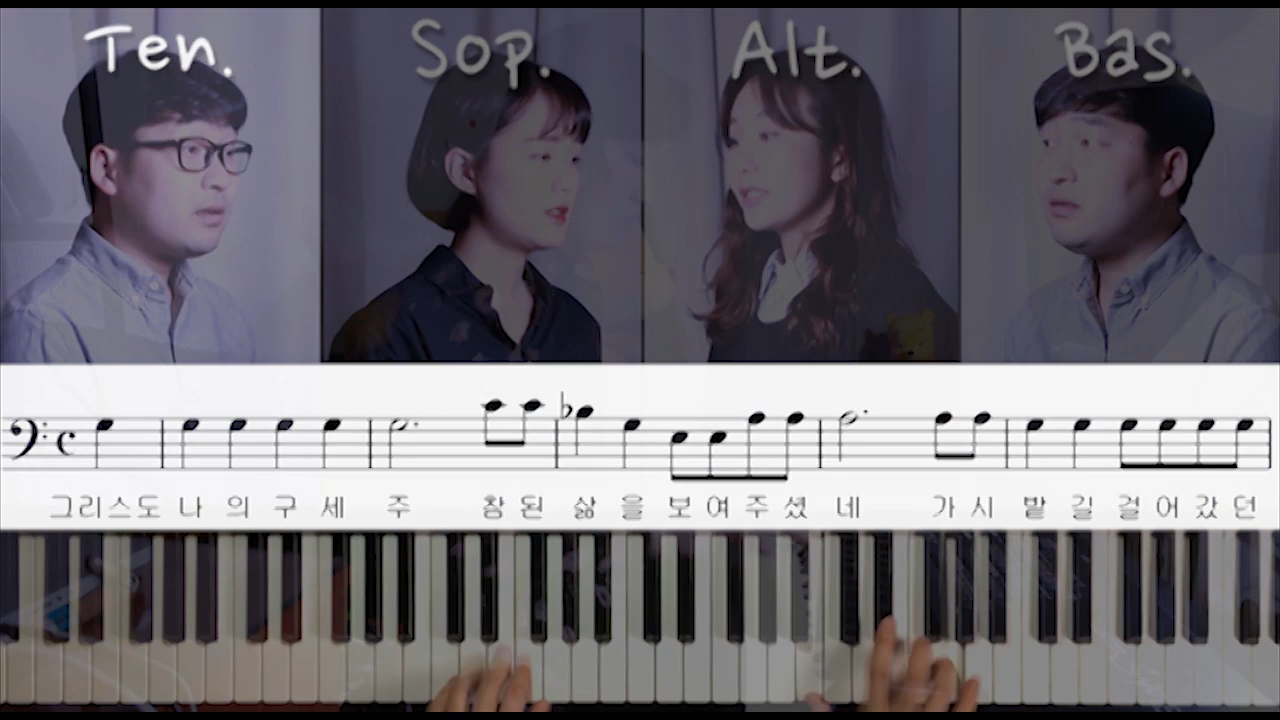 Ten. Sop. Alt. Bas.
그리스도 나 의 구 세 주 참 된 삶 을 보 여 주 셨 네 가 시 밭 길 걸 어 갔 던